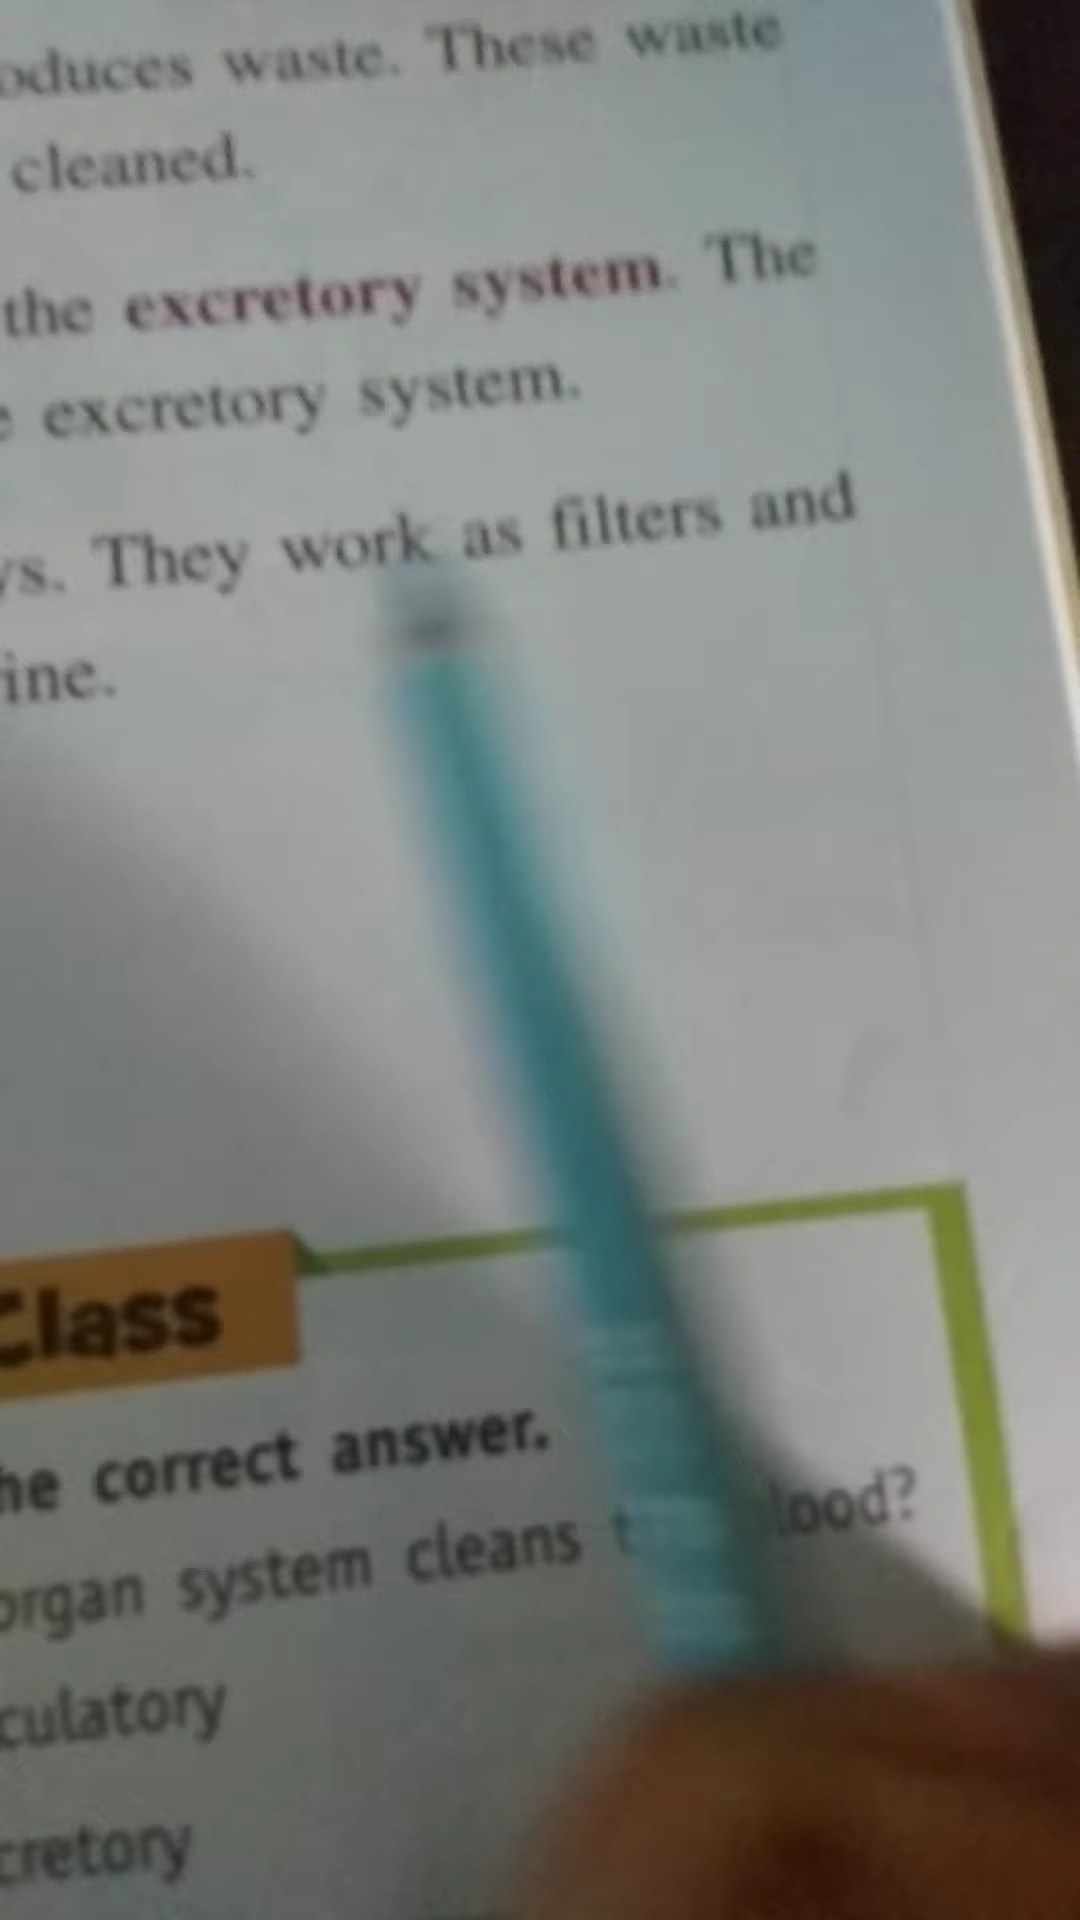 oduces waste. These waste
cleaned.
the excretory system. The
e excretory system.
ys. They work as filters and
ine.
Class
he correct answer.
organ system cleans lood?
culatory
cretory